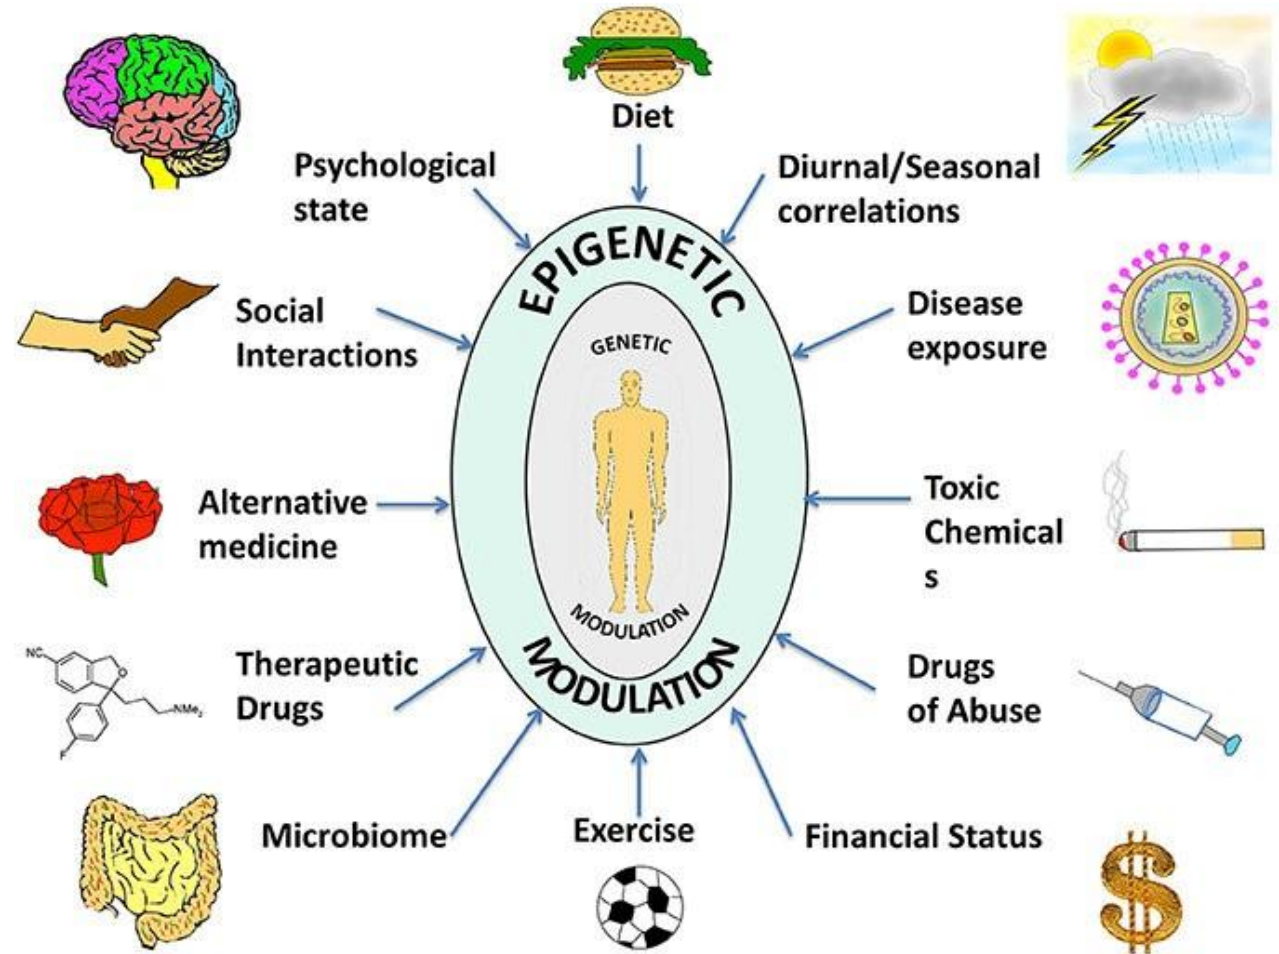 Diet
Psychological
state
Diurnal/Seasonal
correlations
EPIGENETIC
Social
Interactions
Disease
exposure
GENETIC
Alternative
medicine
Toxic
Chemical
s
MODULATION
MODULATION
Therapeutic
Drugs
NC
O
NMe2
F
Drugs
of Abuse
Microbiome
Exercise
Financial Status
$